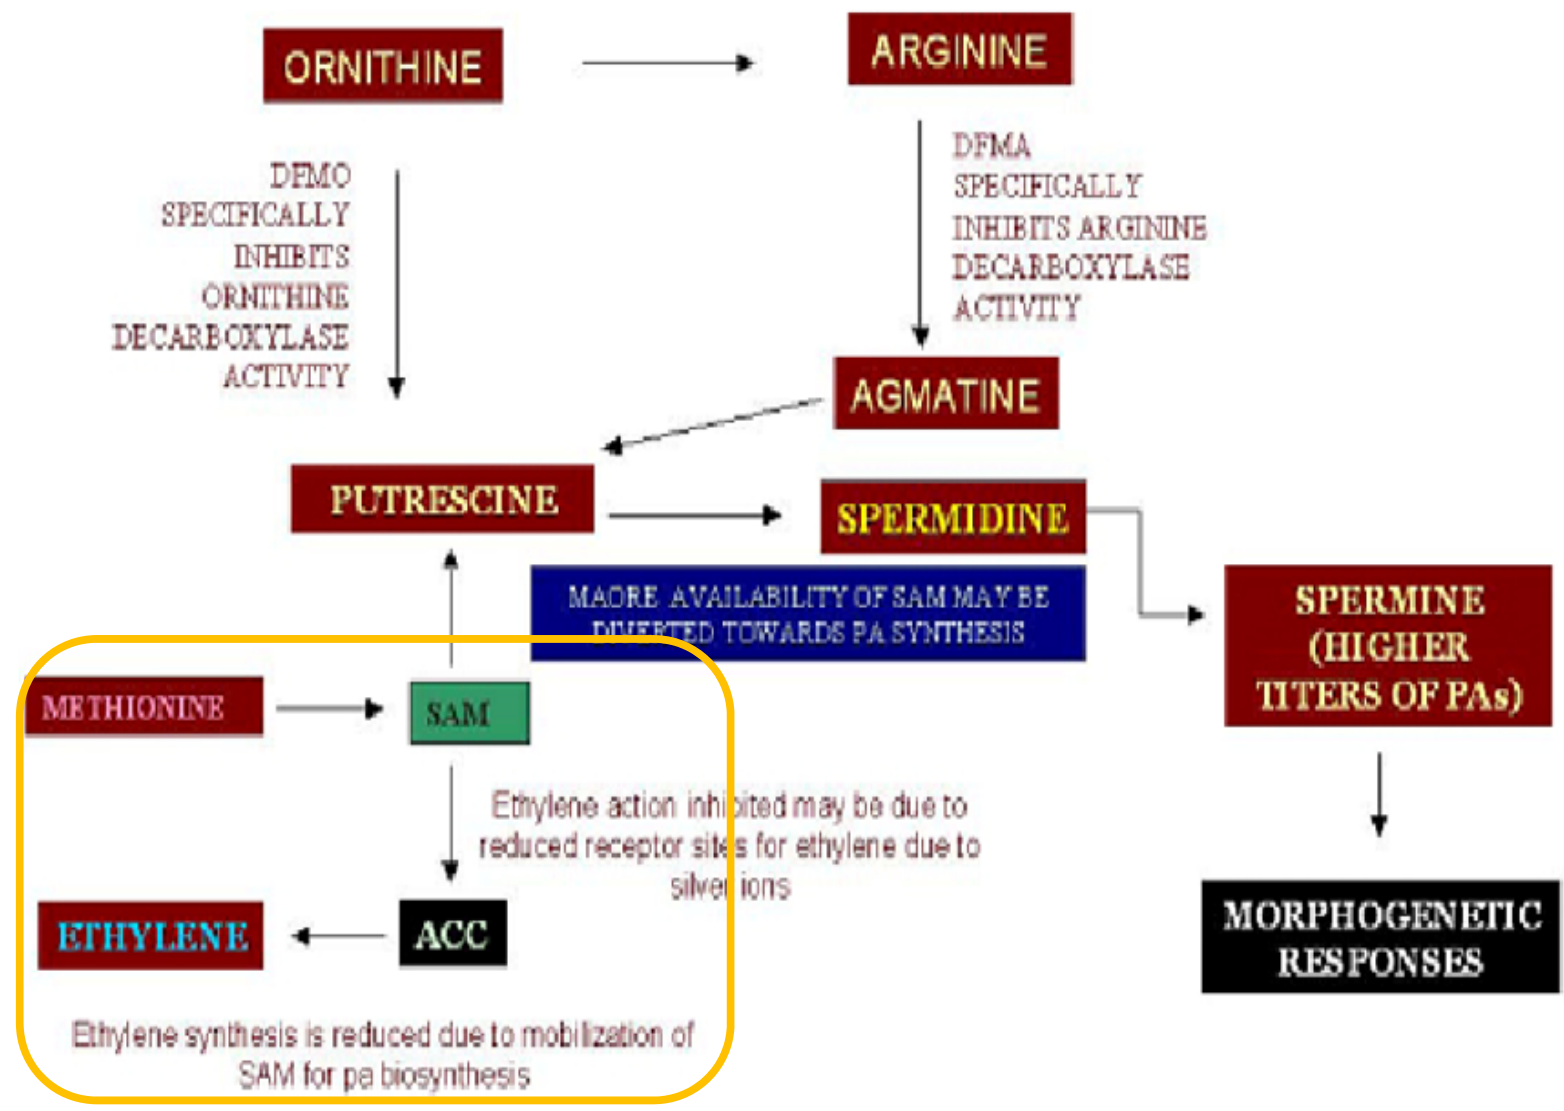 ORNITHINE
ARGININE
DFMO
SPECIFICALLY
INHIBITS
ORNITHINE
DECARBOXYLASE
ACTIVITY
DFMA
SPECIFICALLY
INHIBITS ARGININE
DECARBOXYLASE
ACTIVITY
AGMATINE
PUTRESCINE
SPERMIDINE
MAORE AVAILABILITY OF SAM MAY BE
DIVERTED TOWARDS PA SYNTHESIS
SPERMINE
(HIGHER
TITERS OF PAs)
METHIONINE
SAM
Ethylene action inhibited may be due to
reduced receptor sites for ethylene due to
silver ions
ETHYLENE
ACC
MORPHOGENETIC
RESPONSES
Ethylene synthesis is reduced due to mobilization of
SAM for pa biosynthesis